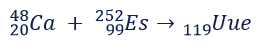 ⁴⁸₂₀Ca + ²⁵²₉₉Es → ₁₁₉Uue